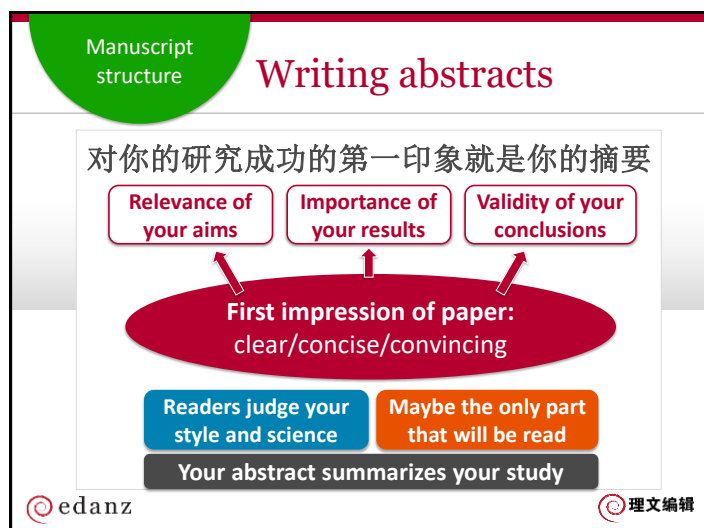 Manuscript
structure
Writing abstracts
对你的研究成功的第一印象就是你的摘要
Relevance of
your aims
Importance of
your results
Validity of your
conclusions
First impression of paper:
clear/concise/convincing
Readers judge your
style and science
Maybe the only part
that will be read
Your abstract summarizes your study
edanz
理文编辑